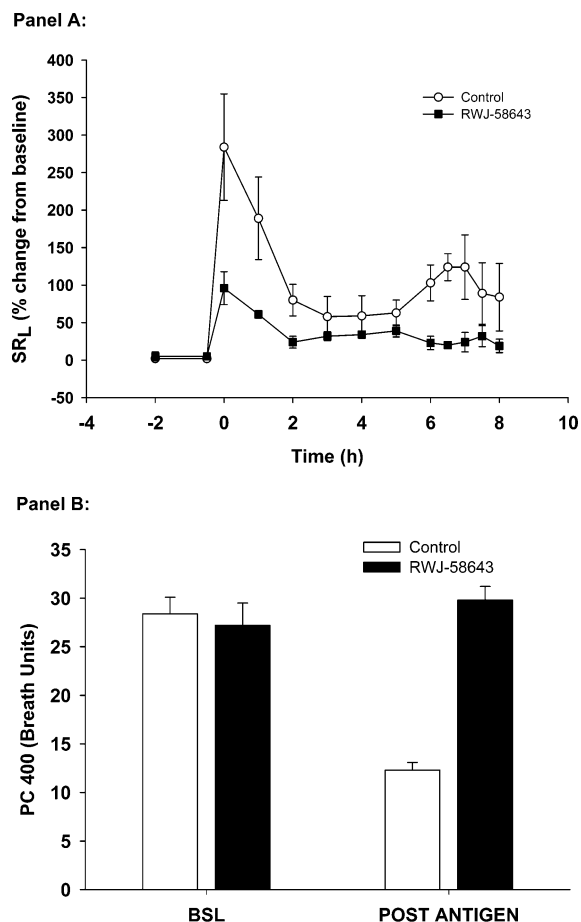 Panel A:
400
350
300
250
200
150
100
50
0
-50
SRL (% change from baseline)
Control
RWJ-58643
-4
-2
0
2
4
6
8
10
Time (h)
Panel B:
35
30
25
20
15
10
5
0
PC 400 (Breath Units)
Control
RWJ-58643
BSL
POST ANTIGEN